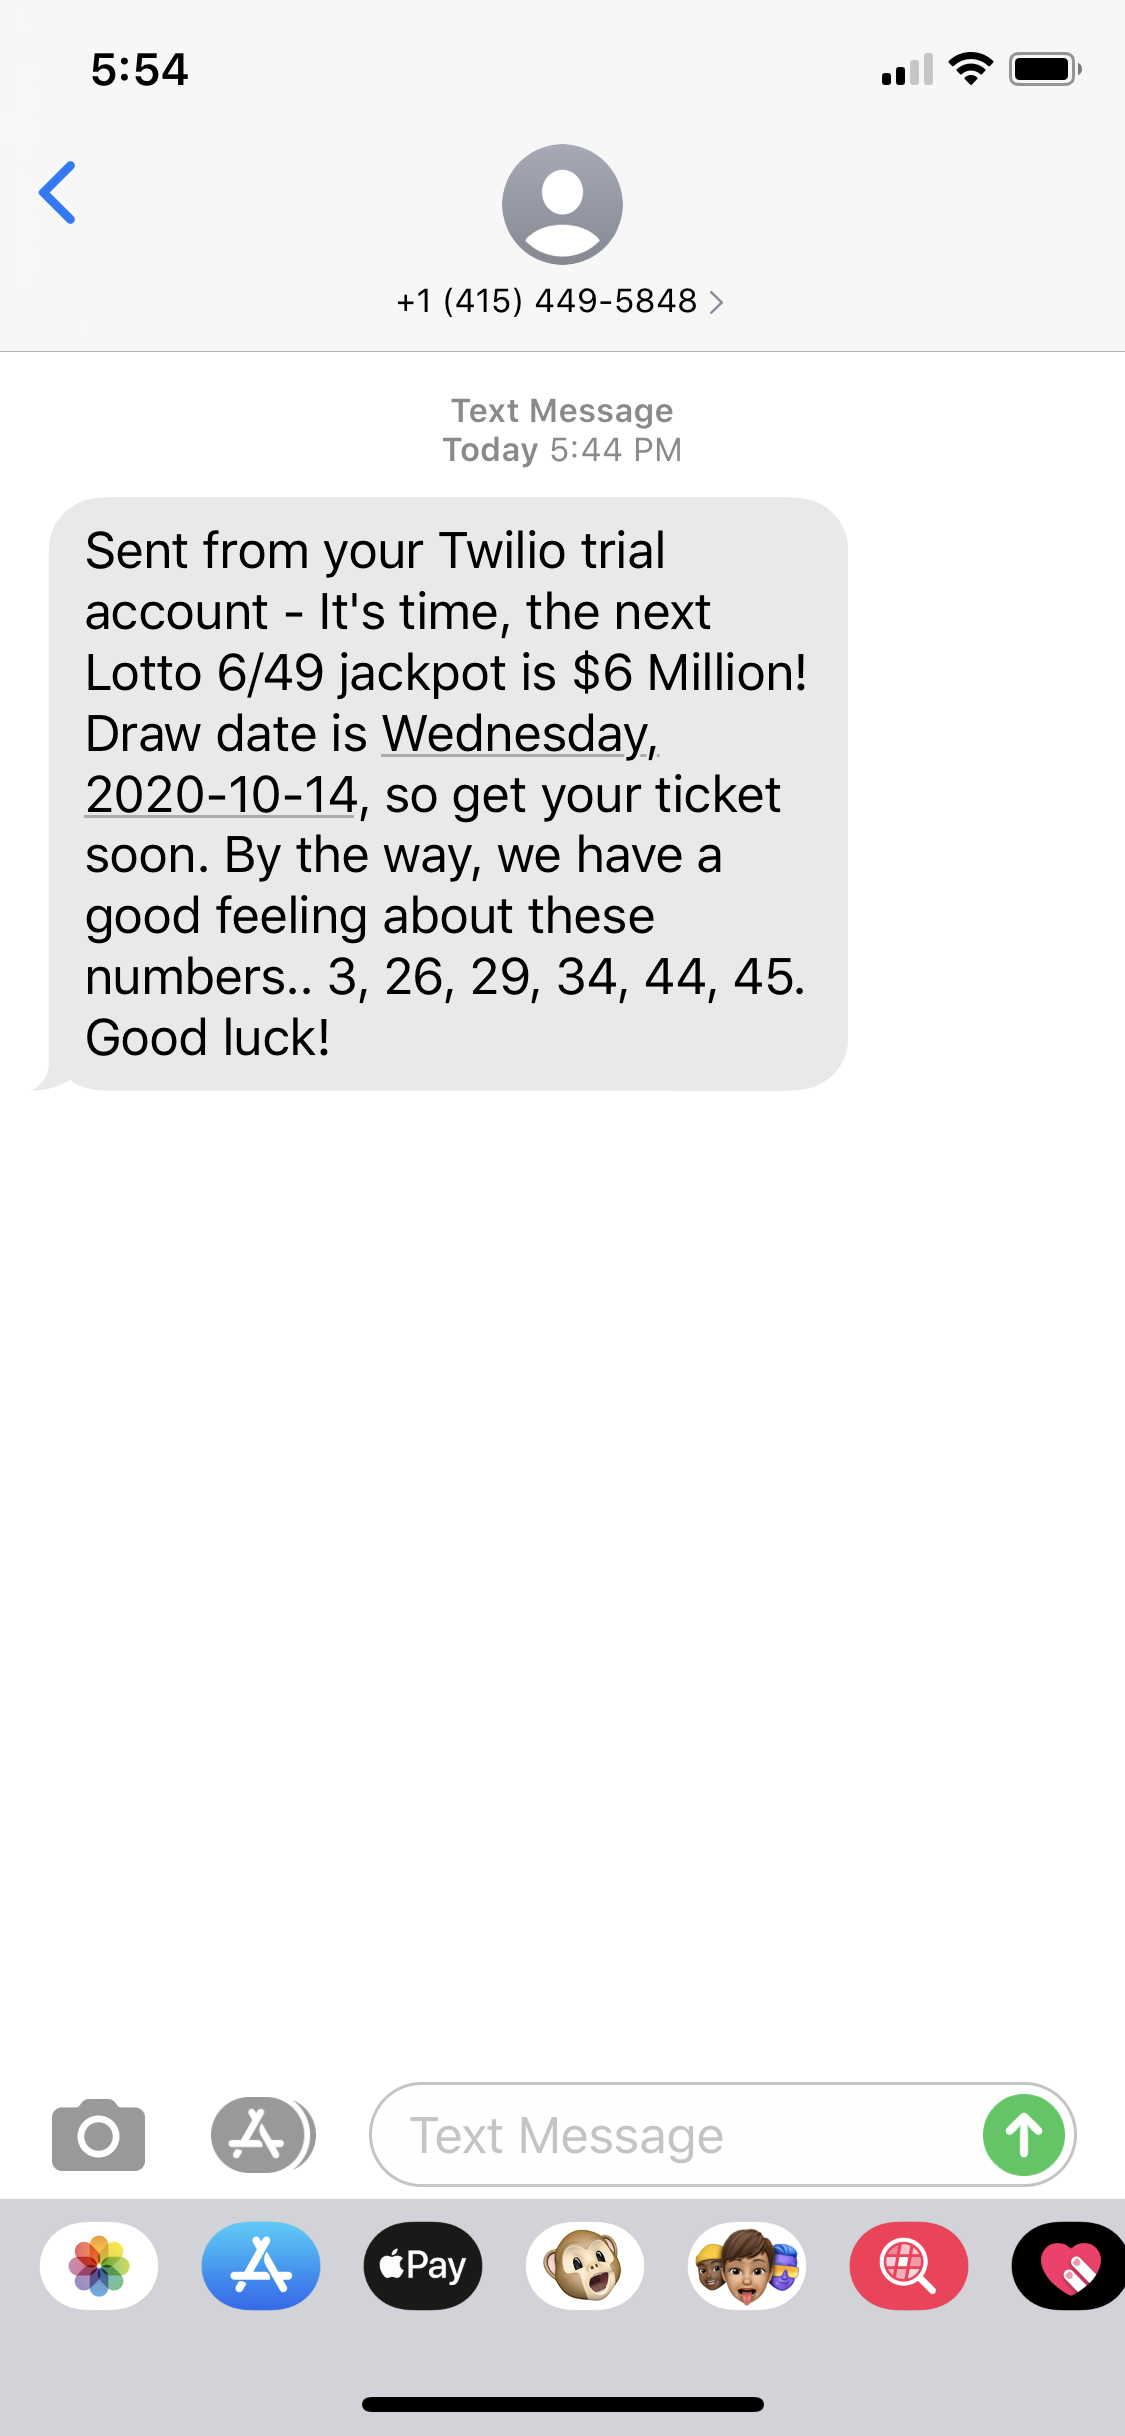 5:54
+1 (415) 449-5848
Text Message
Today 5:44 PM
Sent from your Twilio trial
account - It's time, the next
Lotto 6/49 jackpot is $6 Million!
Draw date is Wednesday,
2020-10-14, so get your ticket
soon. By the way, we have a
good feeling about these
numbers.. 3, 26, 29, 34, 44, 45.
Good luck!
Text Message
Pay